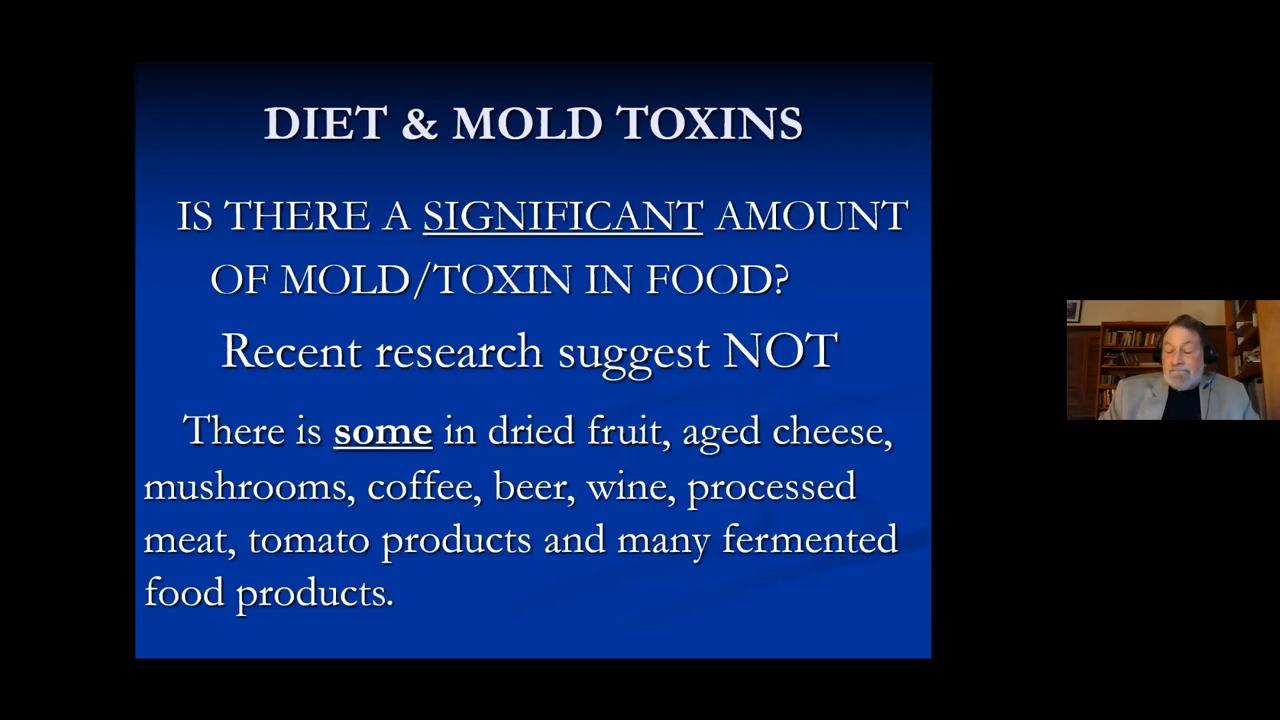 DIET & MOLD TOXINS
IS THERE A SIGNIFICANT AMOUNT
OF MOLD/TOXIN IN FOOD?
Recent research suggest NOT
There is some in dried fruit, aged cheese,
mushrooms, coffee, beer, wine, processed
meat, tomato products and many fermented
food products.